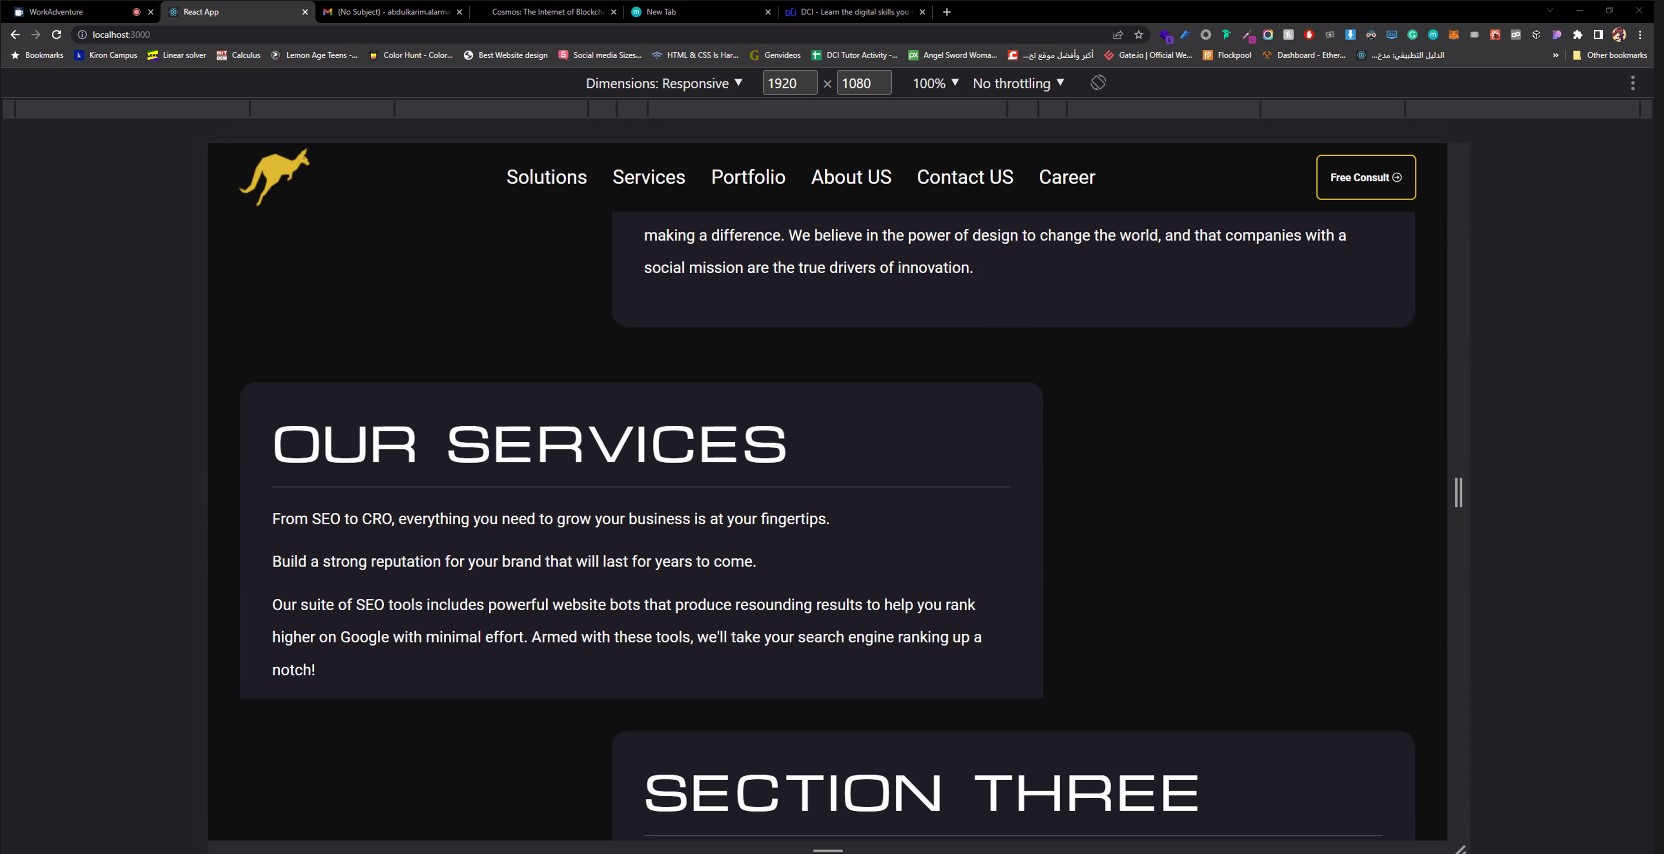 WorkAdventure
React App
(No Subject) - abdulkarim.alarm
Cosmos: The Internet of Blockch
New Tab
DCI - Learn the digital skills you
localhost:3000
Bookmarks
Kiron Campus
Linear solver
Calculus
Lemon Age Teens -...
Color Hunt - Color...
Best Website design
Social media Sizes...
HTML & CSS Is Har...
Genvideos
DCI Tutor Activity -...
Angel Sword Woma...
أكبر وأفضل موقع تح...
Gate.io | Official We...
Flockpool
Dashboard - Ether...
الدليل التطبيقي: مدخ...
»
Other bookmarks
Dimensions: Responsive
1920 × 1080
100%
No throttling
Solutions
Services
Portfolio
About US
Contact US
Career
Free Consult
making a difference. We believe in the power of design to change the world, and that companies with a
social mission are the true drivers of innovation.
OUR SERVICES
From SEO to CRO, everything you need to grow your business is at your fingertips.
Build a strong reputation for your brand that will last for years to come.
Our suite of SEO tools includes powerful website bots that produce resounding results to help you rank
higher on Google with minimal effort. Armed with these tools, we'll take your search engine ranking up a
notch!
SECTION THREE